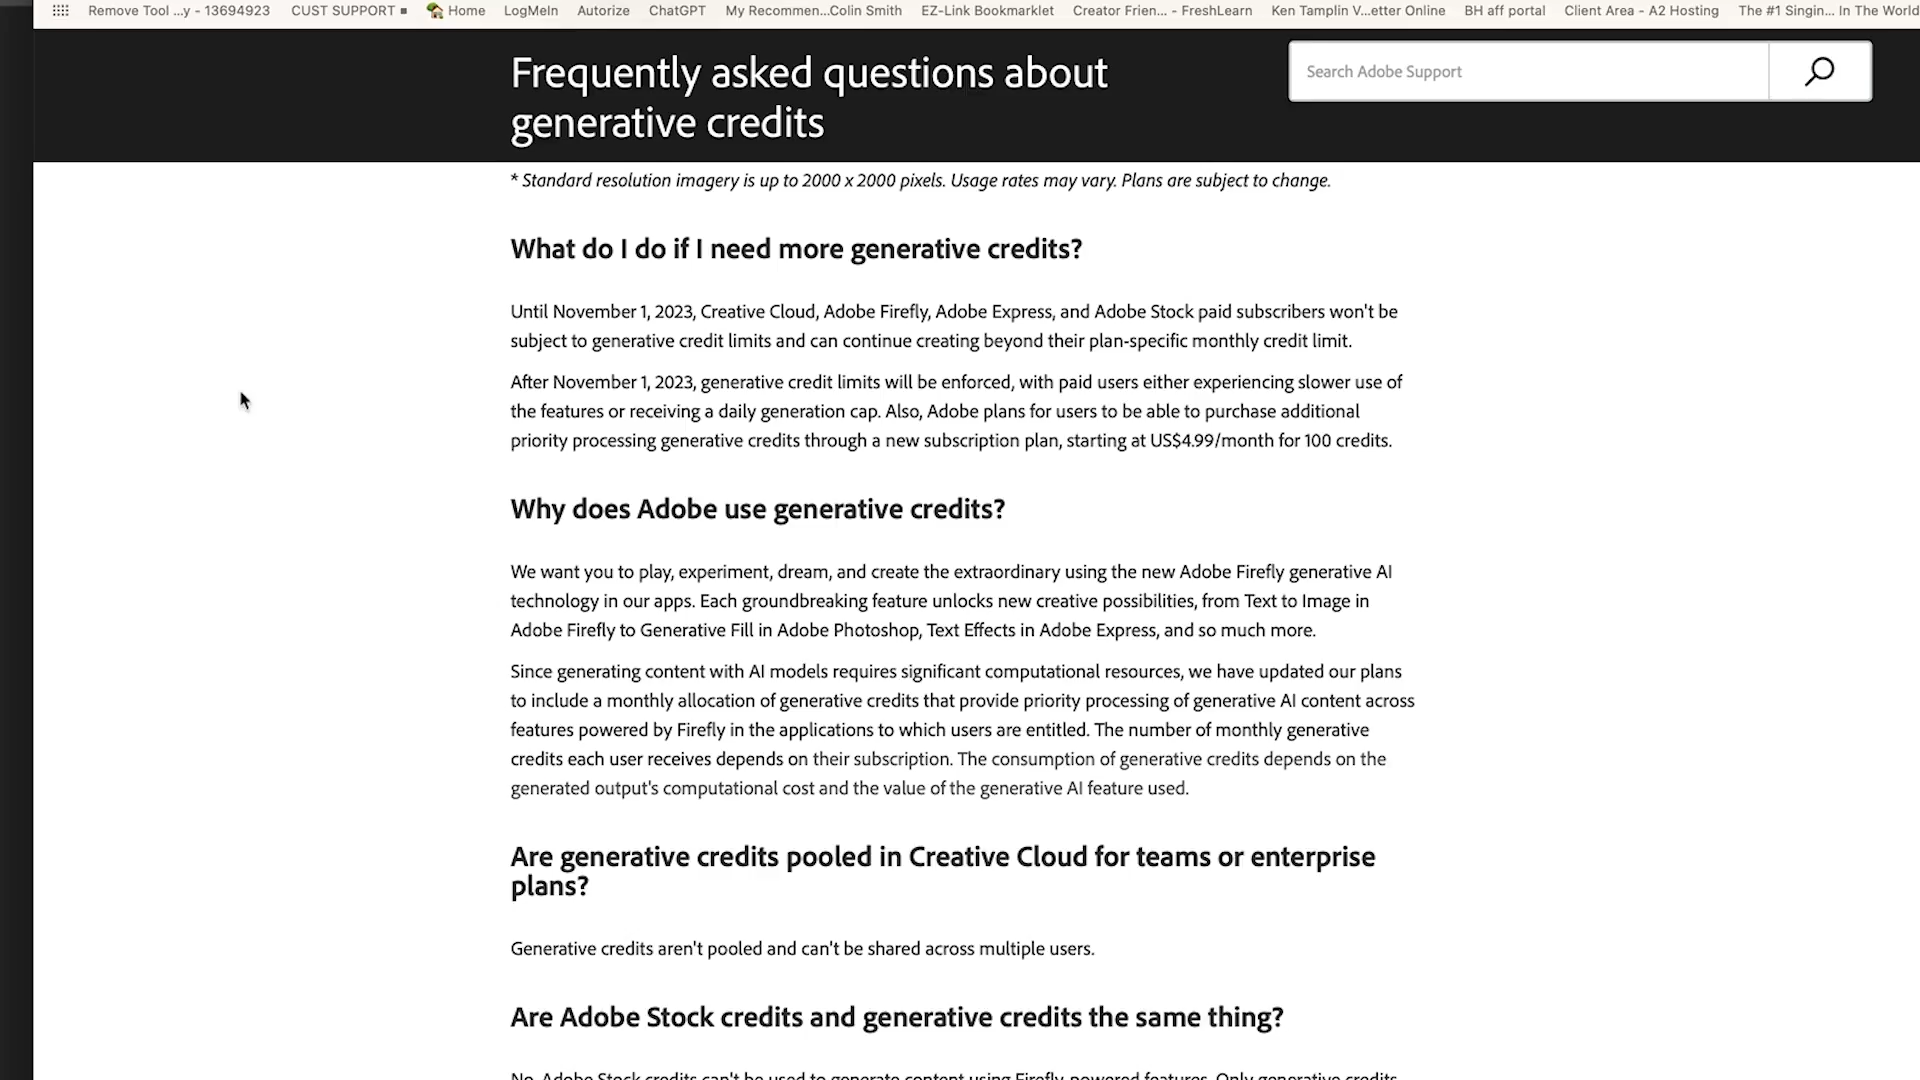 Remove Tool ...y - 13694923 CUST SUPPORT Home LogMeIn Autorize ChatGPT My Recommen...Colin Smith EZ-Link Bookmarklet Creator Frien... - FreshLearn Ken Tamplin V...etter Online BH aff portal Client Area - A2 Hosting The #1 Singin... In The World
Frequently asked questions about
generative credits
Search Adobe Support
* Standard resolution imagery is up to 2000 x 2000 pixels. Usage rates may vary. Plans are subject to change.
What do I do if I need more generative credits?
Until November 1, 2023, Creative Cloud, Adobe Firefly, Adobe Express, and Adobe Stock paid subscribers won't be
subject to generative credit limits and can continue creating beyond their plan-specific monthly credit limit.
After November 1, 2023, generative credit limits will be enforced, with paid users either experiencing slower use of
the features or receiving a daily generation cap. Also, Adobe plans for users to be able to purchase additional
priority processing generative credits through a new subscription plan, starting at US$4.99/month for 100 credits.
Why does Adobe use generative credits?
We want you to play, experiment, dream, and create the extraordinary using the new Adobe Firefly generative AI
technology in our apps. Each groundbreaking feature unlocks new creative possibilities, from Text to Image in
Adobe Firefly to Generative Fill in Adobe Photoshop, Text Effects in Adobe Express, and so much more.
Since generating content with AI models requires significant computational resources, we have updated our plans
to include a monthly allocation of generative credits that provide priority processing of generative AI content across
features powered by Firefly in the applications to which users are entitled. The number of monthly generative
credits each user receives depends on their subscription. The consumption of generative credits depends on the
generated output's computational cost and the value of the generative AI feature used.
Are generative credits pooled in Creative Cloud for teams or enterprise
plans?
Generative credits aren't pooled and can't be shared across multiple users.
Are Adobe Stock credits and generative credits the same thing?
No, Adobe Stock credits can't be used to generate content using Firefly-powered features. Only generative credits